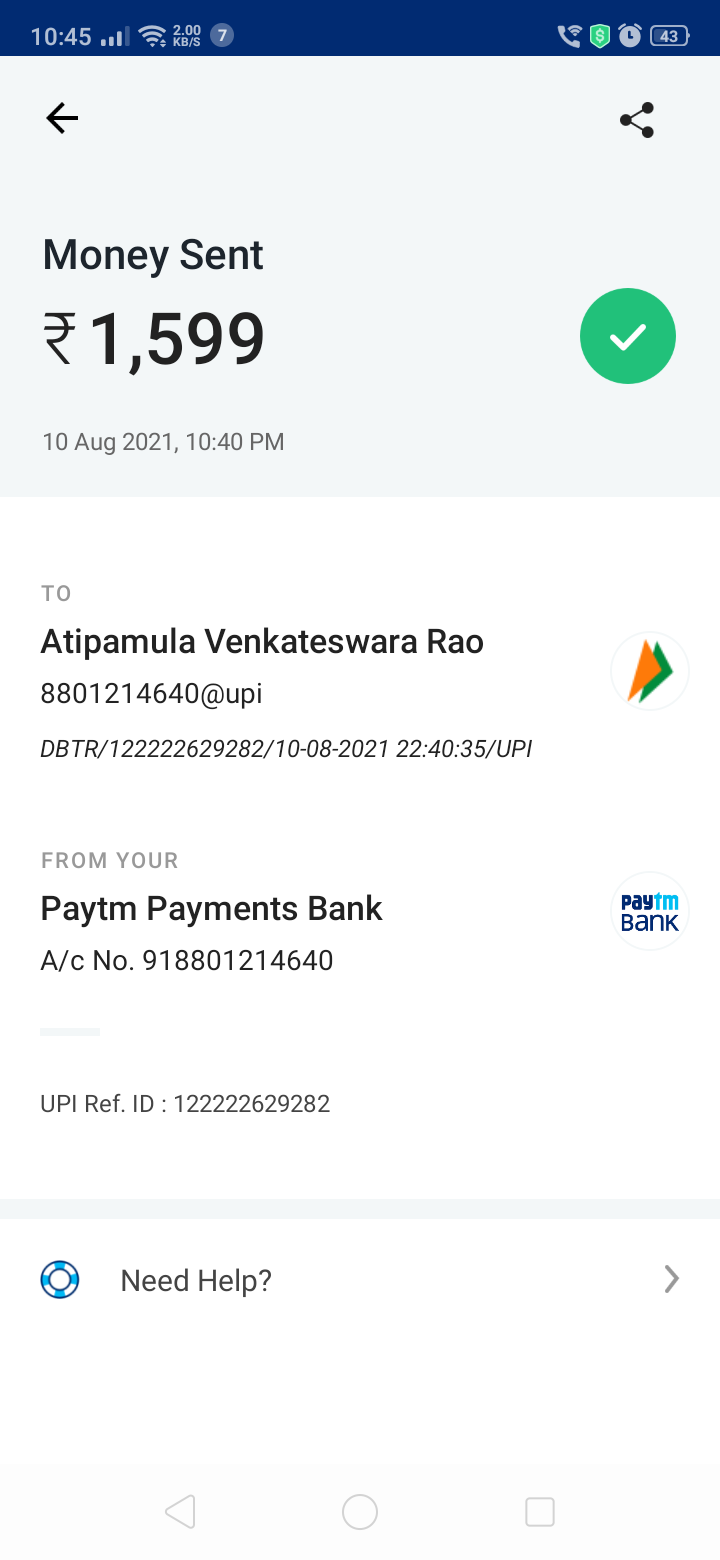 10:45 2.00 KB/S 7 43
Money Sent
₹1,599
10 Aug 2021, 10:40 PM
TO
Atipamula Venkateswara Rao
8801214640@upi
DBTR/122222629282/10-08-2021 22:40:35/UPI
FROM YOUR
Paytm Payments Bank
paytm BANK
A/c No. 918801214640
UPI Ref. ID : 122222629282
Need Help?